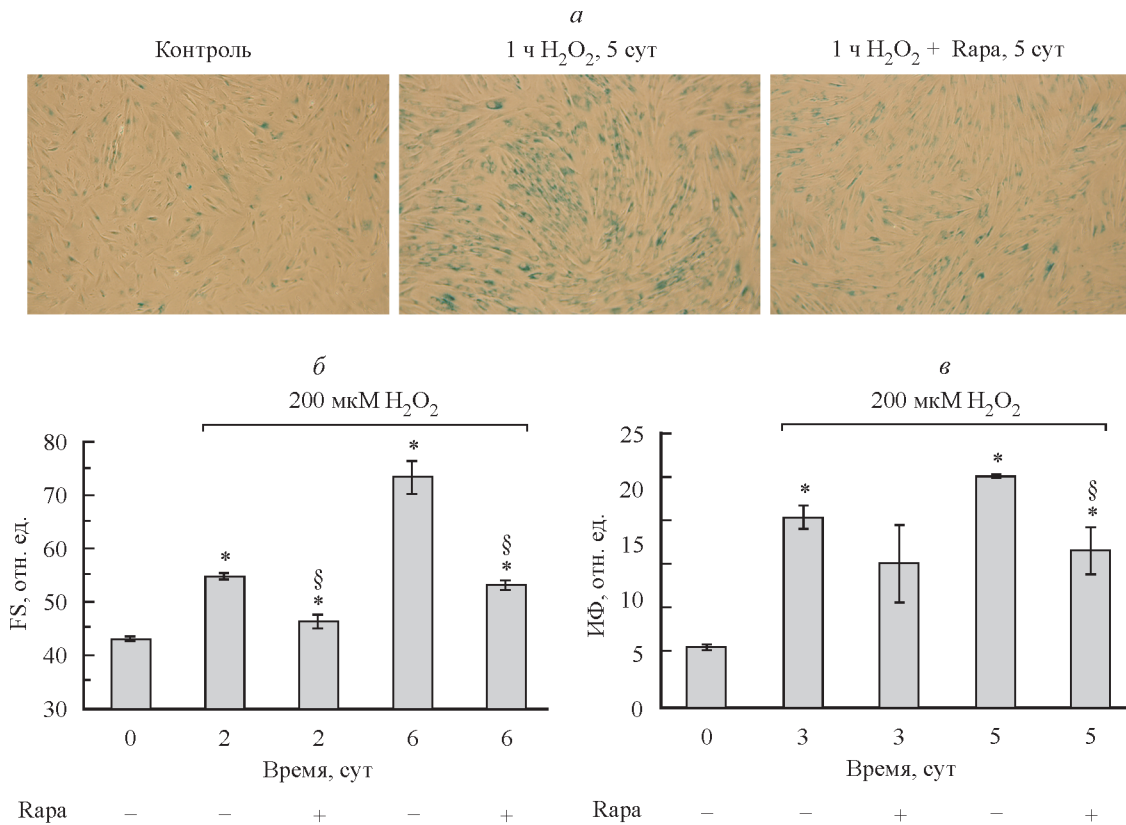 а
Контроль
1 ч H2O2, 5 сут
1 ч H2O2 + Rapa, 5 сут
б
200 мкМ H2O2
80
70
60
50
40
30
FS, отн. ед.
* 
§
*
*
§
*
0 2 2 6 6
Время, сут
Rapa – – + – +
в
200 мкМ H2O2
25
20
15
10
5
0
ИФ, отн. ед.
*
*
§
*
0 3 3 5 5
Время, сут
Rapa – – + – +